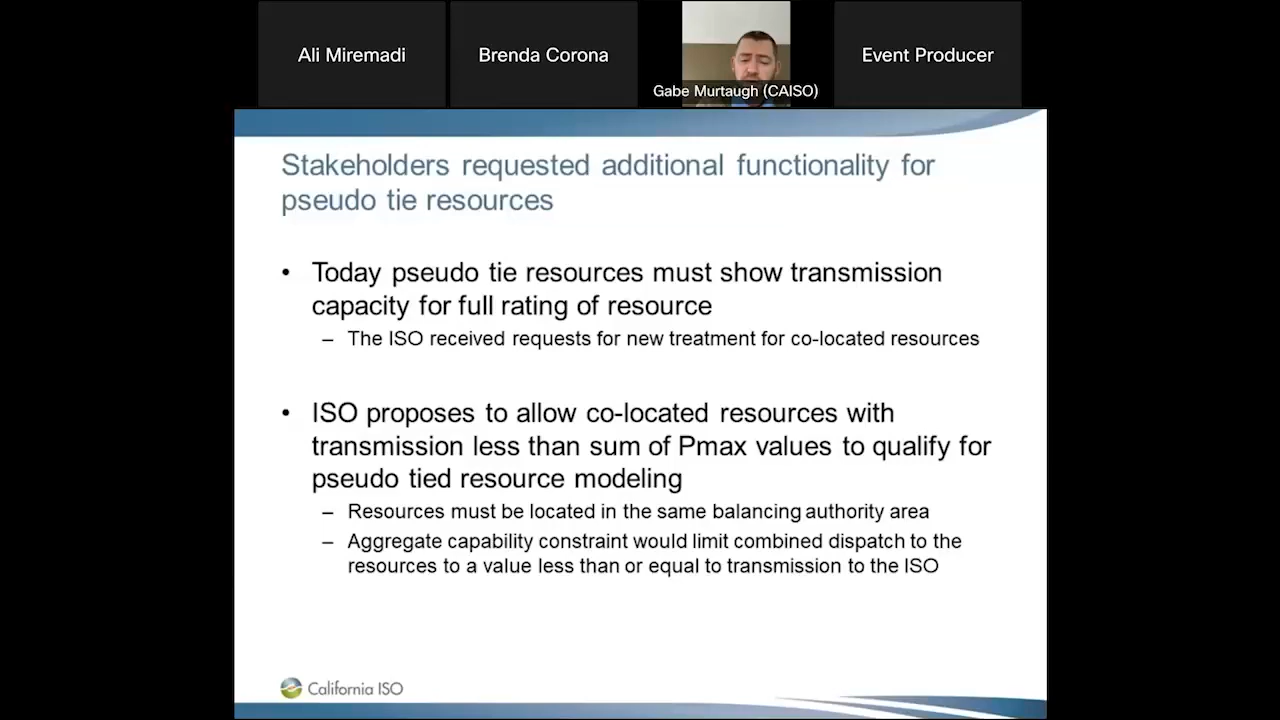 Ali Miremadi
Brenda Corona
Gabe Murtaugh (CAISO)
Event Producer
Stakeholders requested additional functionality for
pseudo tie resources
• Today pseudo tie resources must show transmission
capacity for full rating of resource
– The ISO received requests for new treatment for co-located resources
• ISO proposes to allow co-located resources with
transmission less than sum of Pmax values to qualify for
pseudo tied resource modeling
– Resources must be located in the same balancing authority area
– Aggregate capability constraint would limit combined dispatch to the
resources to a value less than or equal to transmission to the ISO
California ISO